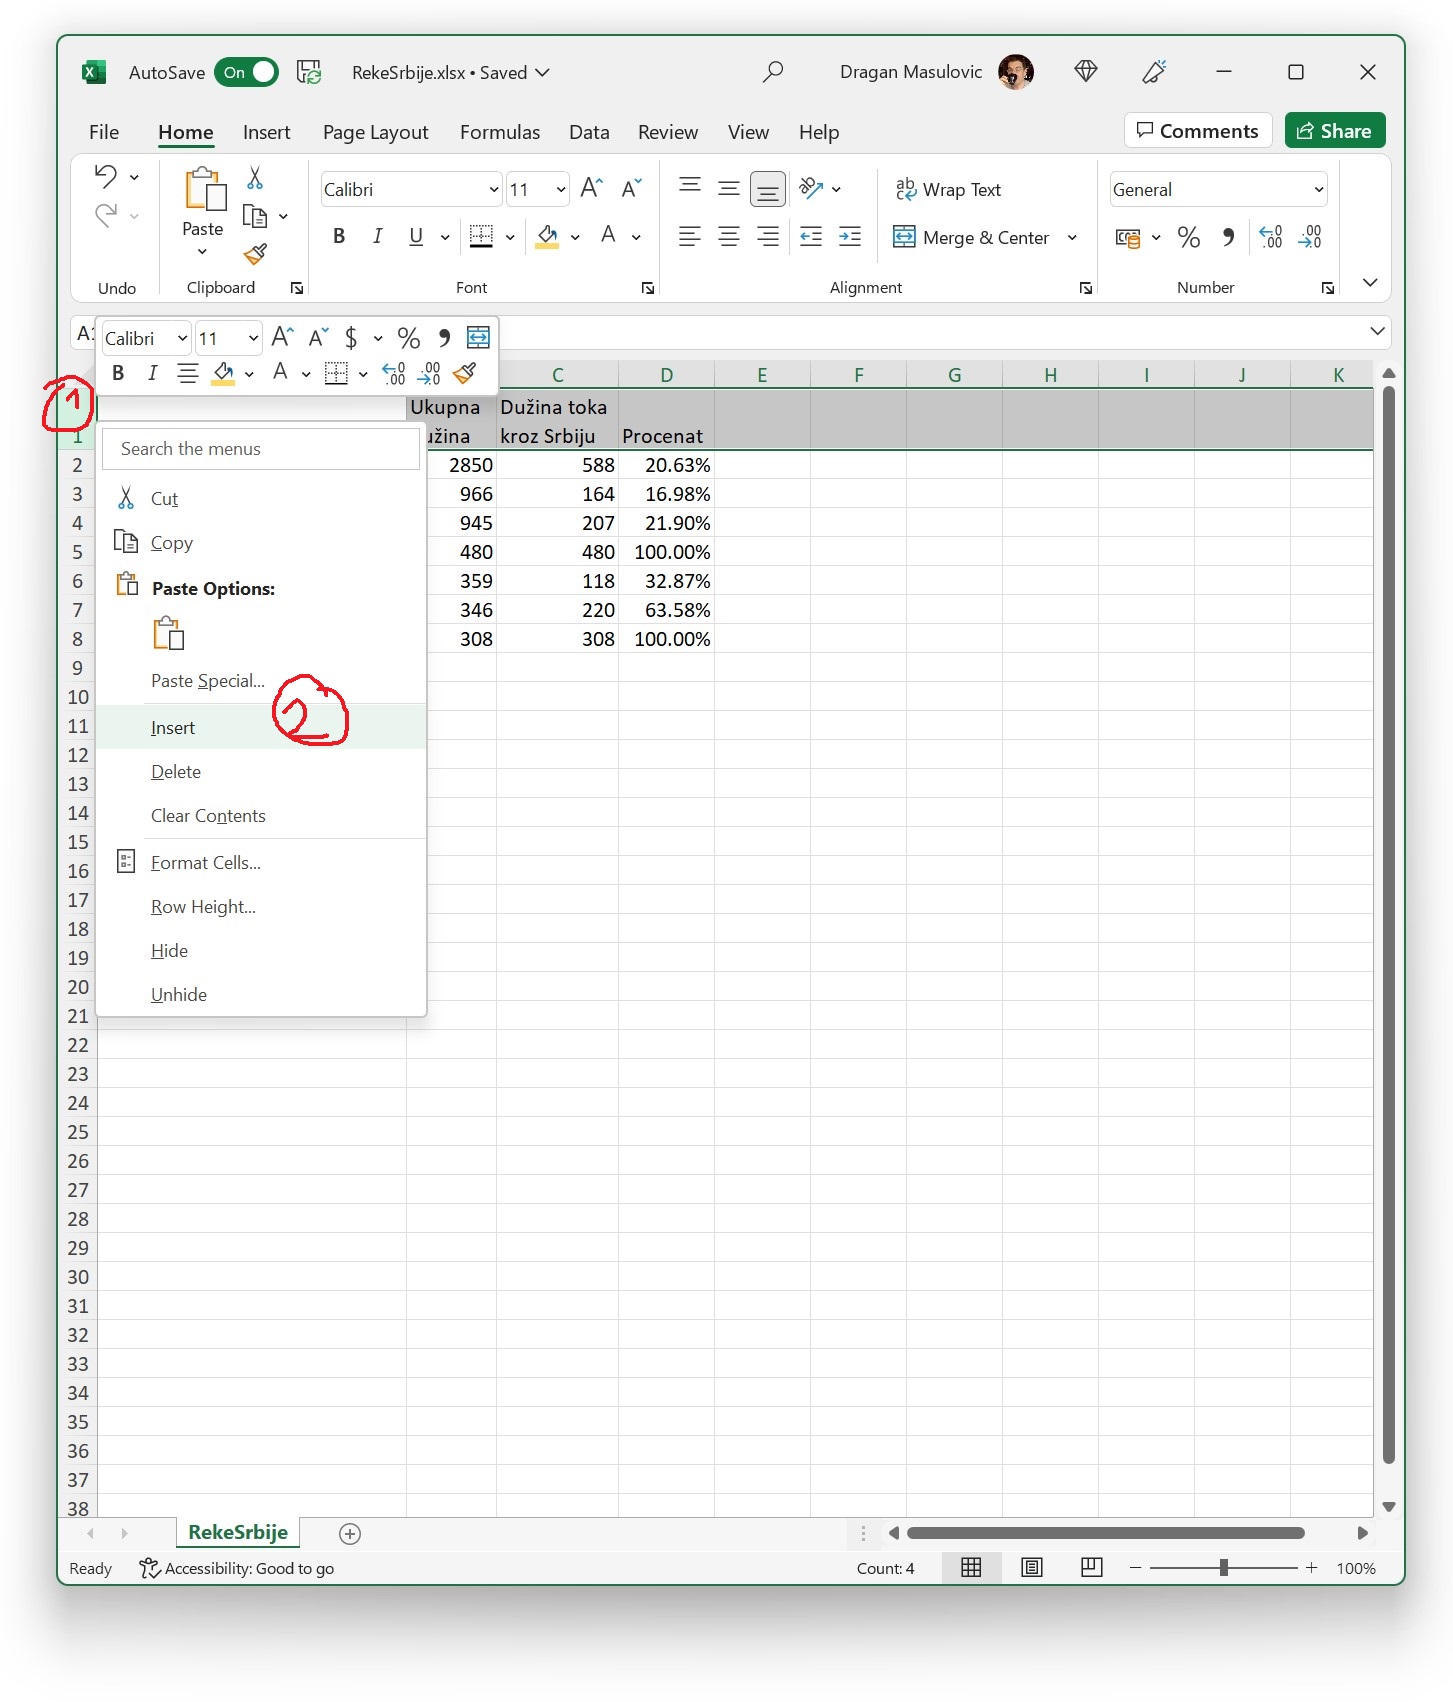 AutoSave On RekeSrbije.xlsx • Saved Dragan Masulovic
File Home Insert Page Layout Formulas Data Review View Help Comments Share
Calibri 11 A A ab Wrap Text General
Paste B I U A Merge & Center % 9 .00 .00
Undo Clipboard Font Alignment Number
Calibri 11 A A $ % 9
B I A .00 .00
C D E F G H I J K
1
Ukupna Dužina toka
1 užina kroz Srbiju Procenat
Search the menus
Cut
Copy
Paste Options:
Paste Special...
2
Insert
Delete
Clear Contents
Format Cells...
Row Height...
Hide
Unhide
2 2850 588 20.63%
3 966 164 16.98%
4 945 207 21.90%
5 480 480 100.00%
6 359 118 32.87%
7 346 220 63.58%
8 308 308 100.00%
9
10
11
12
13
14
15
16
17
18
19
20
21
22
23
24
25
26
27
28
29
30
31
32
33
34
35
36
37
38
RekeSrbije
Ready Accessibility: Good to go Count: 4 100%